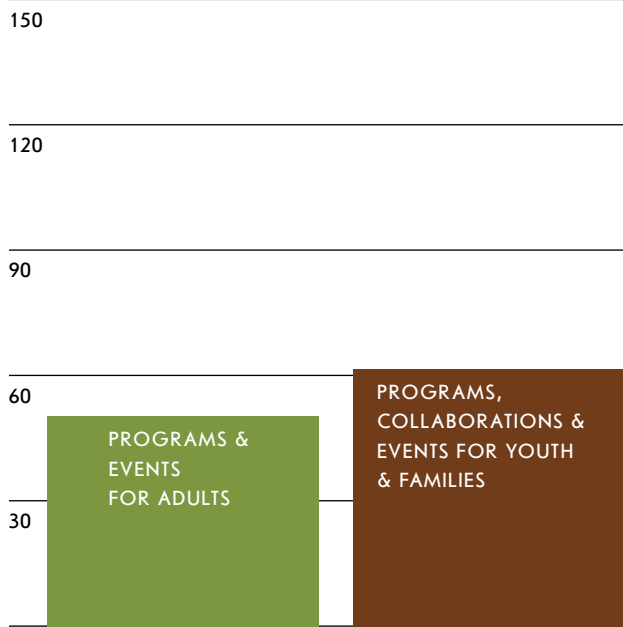 150
120
90
60
30
PROGRAMS &
EVENTS
FOR ADULTS
PROGRAMS,
COLLABORATIONS &
EVENTS FOR YOUTH
& FAMILIES